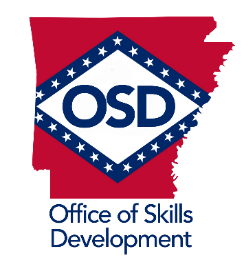 OSD
Office of Skills
Development